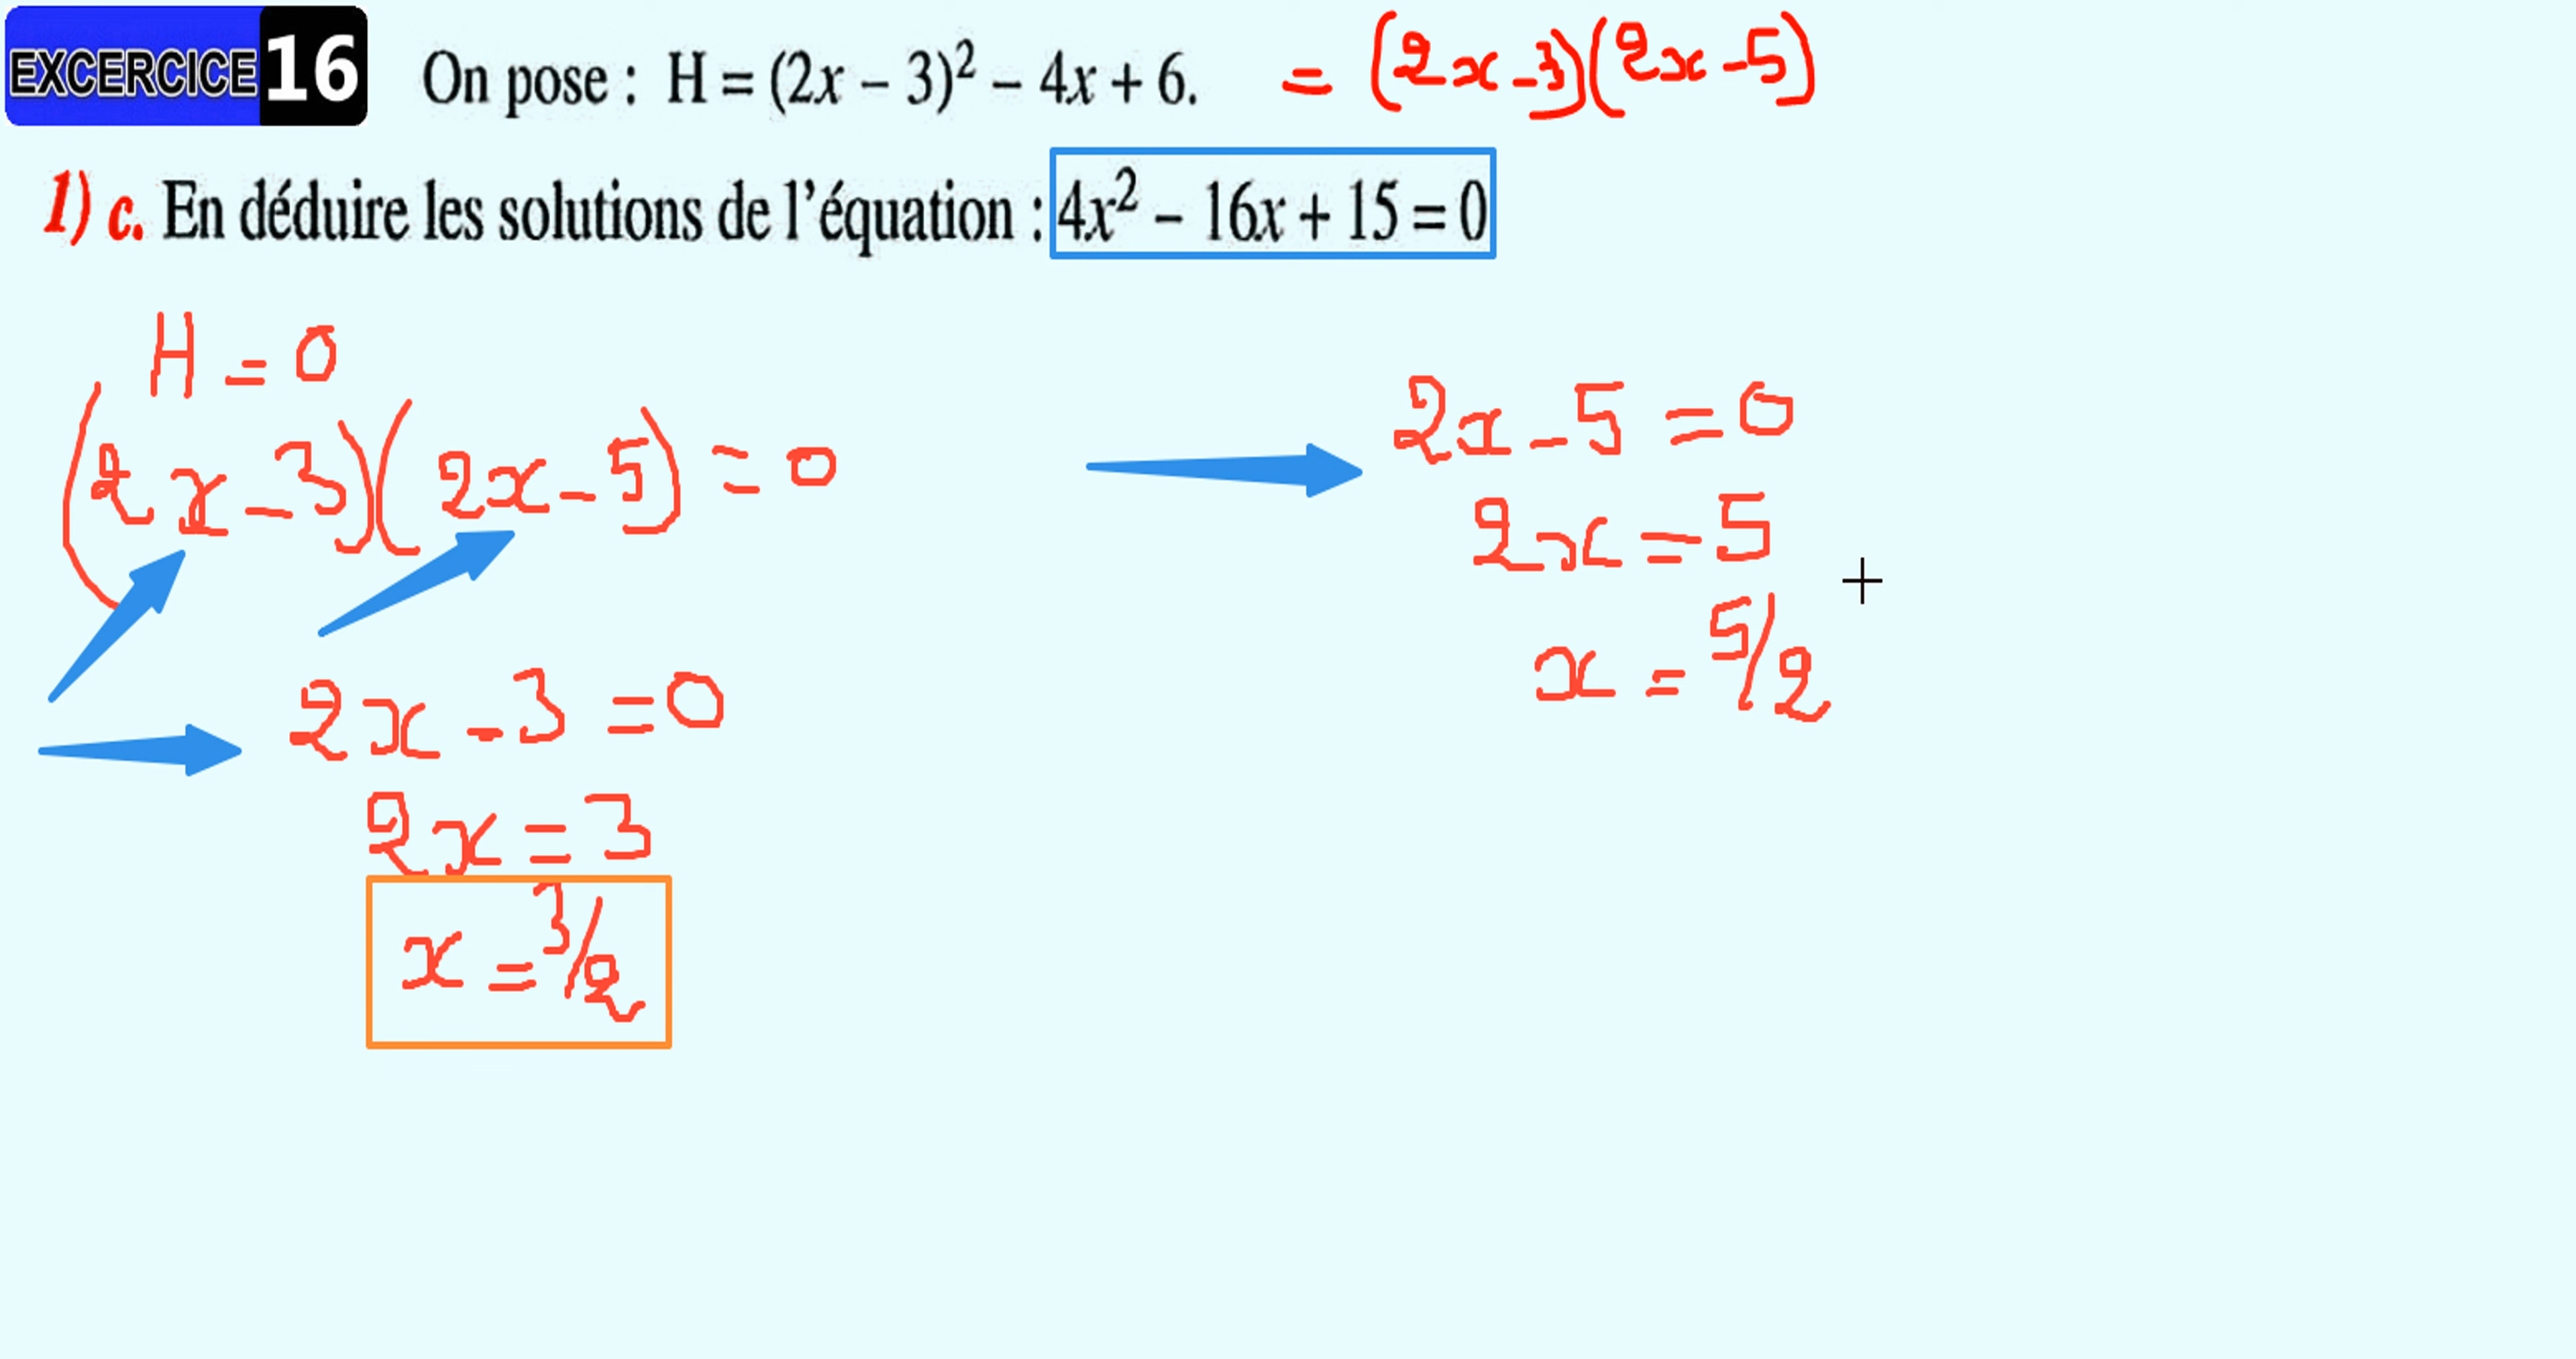 EXCERCICE 16 On pose : H = (2x – 3)² – 4x + 6. = (2x-3)(2x-5)
1) c. En déduire les solutions de l'équation : 4x² – 16x + 15 = 0
H = 0
(2x-3)(2x-5) = 0
2x-3 = 0
2x = 3
x = 3/2
2x-5 = 0
2x = 5
x = 5/2